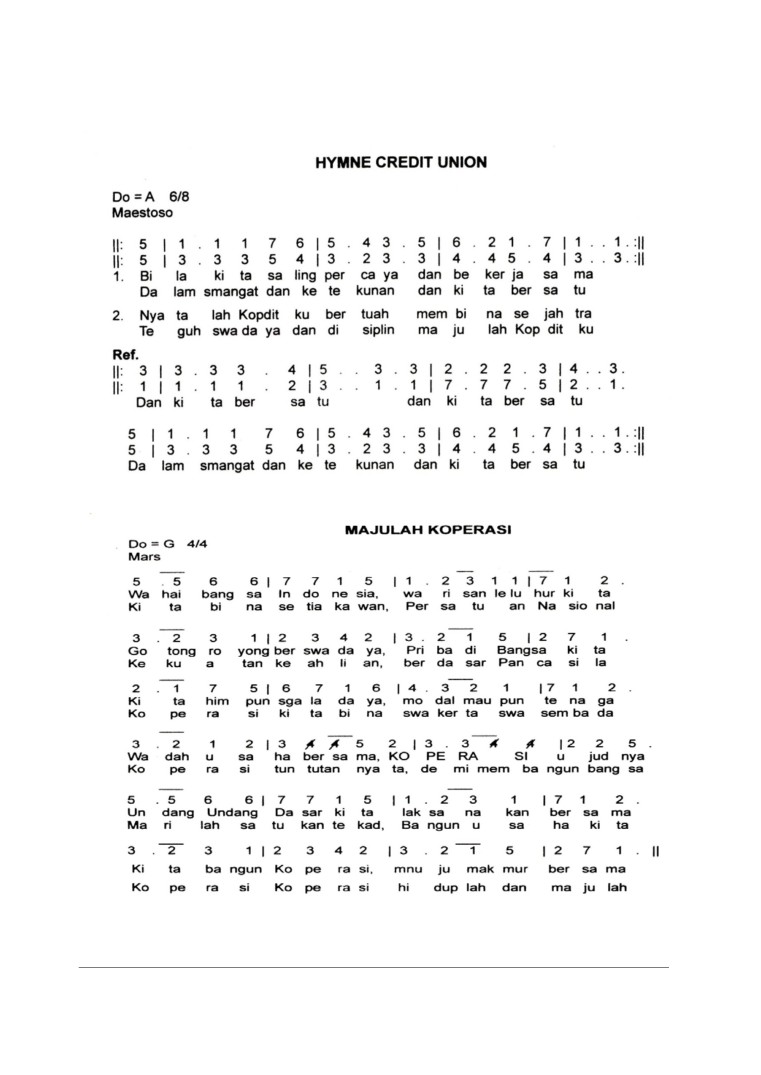 HYMNE CREDIT UNION
Do = A 6/8
Maestoso
||: 5 | 1 . 1 1 7 6 | 5 . 4 3 . 5 | 6 . 2 1 . 7 | 1 . . 1 . :||
||: 5 | 3 . 3 3 5 4 | 3 . 2 3 . 3 | 4 . 4 5 . 4 | 3 . . 3 . :||
1. Bi la ki ta sa ling per ca ya dan be ker ja sa ma
Da lam smangat dan ke te kunan dan ki ta ber sa tu
2. Nya ta lah Kopdit ku ber tuah mem bi na se jah tra
Te guh swa da ya dan di siplin ma ju lah Kop dit ku
Ref.
||: 3 | 3 . 3 3 . 4 | 5 . . 3 . 3 | 2 . 2 2 . 3 | 4 . . 3 .
||: 1 | 1 . 1 1 . 2 | 3 . . 1 . 1 | 7 . 7 7 . 5 | 2 . . 1 .
Dan ki ta ber sa tu dan ki ta ber sa tu
5 | 1 . 1 1 7 6 | 5 . 4 3 . 5 | 6 . 2 1 . 7 | 1 . . 1 . :||
5 | 3 . 3 3 5 4 | 3 . 2 3 . 3 | 4 . 4 5 . 4 | 3 . . 3 . :||
Da lam smangat dan ke te kunan dan ki ta ber sa tu
MAJULAH KOPERASI
Do = G 4/4
Mars
5 . 5 6 6 | 7 7 1 5 | 1 . 2 3 1 1 | 7 1 2 .
Wa hai bang sa In do ne sia, wa ri san le lu hur ki ta
Ki ta bi na se tia ka wan, Per sa tu an Na sio nal
3 . 2 3 1 | 2 3 4 2 | 3 . 2 1 5 | 2 7 1 .
Go tong ro yong ber swa da ya, Pri ba di Bangsa ki ta
Ke ku a tan ke ah li an, ber da sar Pan ca si la
2 . 1 7 5 | 6 7 1 6 | 4 . 3 2 1 | 7 1 2 .
Ki ta him pun sga la da ya, mo dal mau pun te na ga
Ko pe ra si ki ta bi na swa ker ta swa sem ba da
3 . 2 1 2 | 3 4 4 5 2 | 3 . 3 4 4 | 2 2 5 .
Wa dah u sa ha ber sa ma, KO PE RA SI u jud nya
Ko pe ra si tun tutan nya ta, de mi mem ba ngun bang sa
5 . 5 6 6 | 7 7 1 5 | 1 . 2 3 1 | 7 1 2 .
Un dang Undang Da sar ki ta lak sa na kan ber sa ma
Ma ri lah sa tu kan te kad, Ba ngun u sa ha ki ta
3 . 2 3 1 | 2 3 4 2 | 3 . 2 1 5 | 2 7 1 . ||
Ki ta ba ngun Ko pe ra si, mnu ju mak mur ber sa ma
Ko pe ra si Ko pe ra si hi dup lah dan ma ju lah